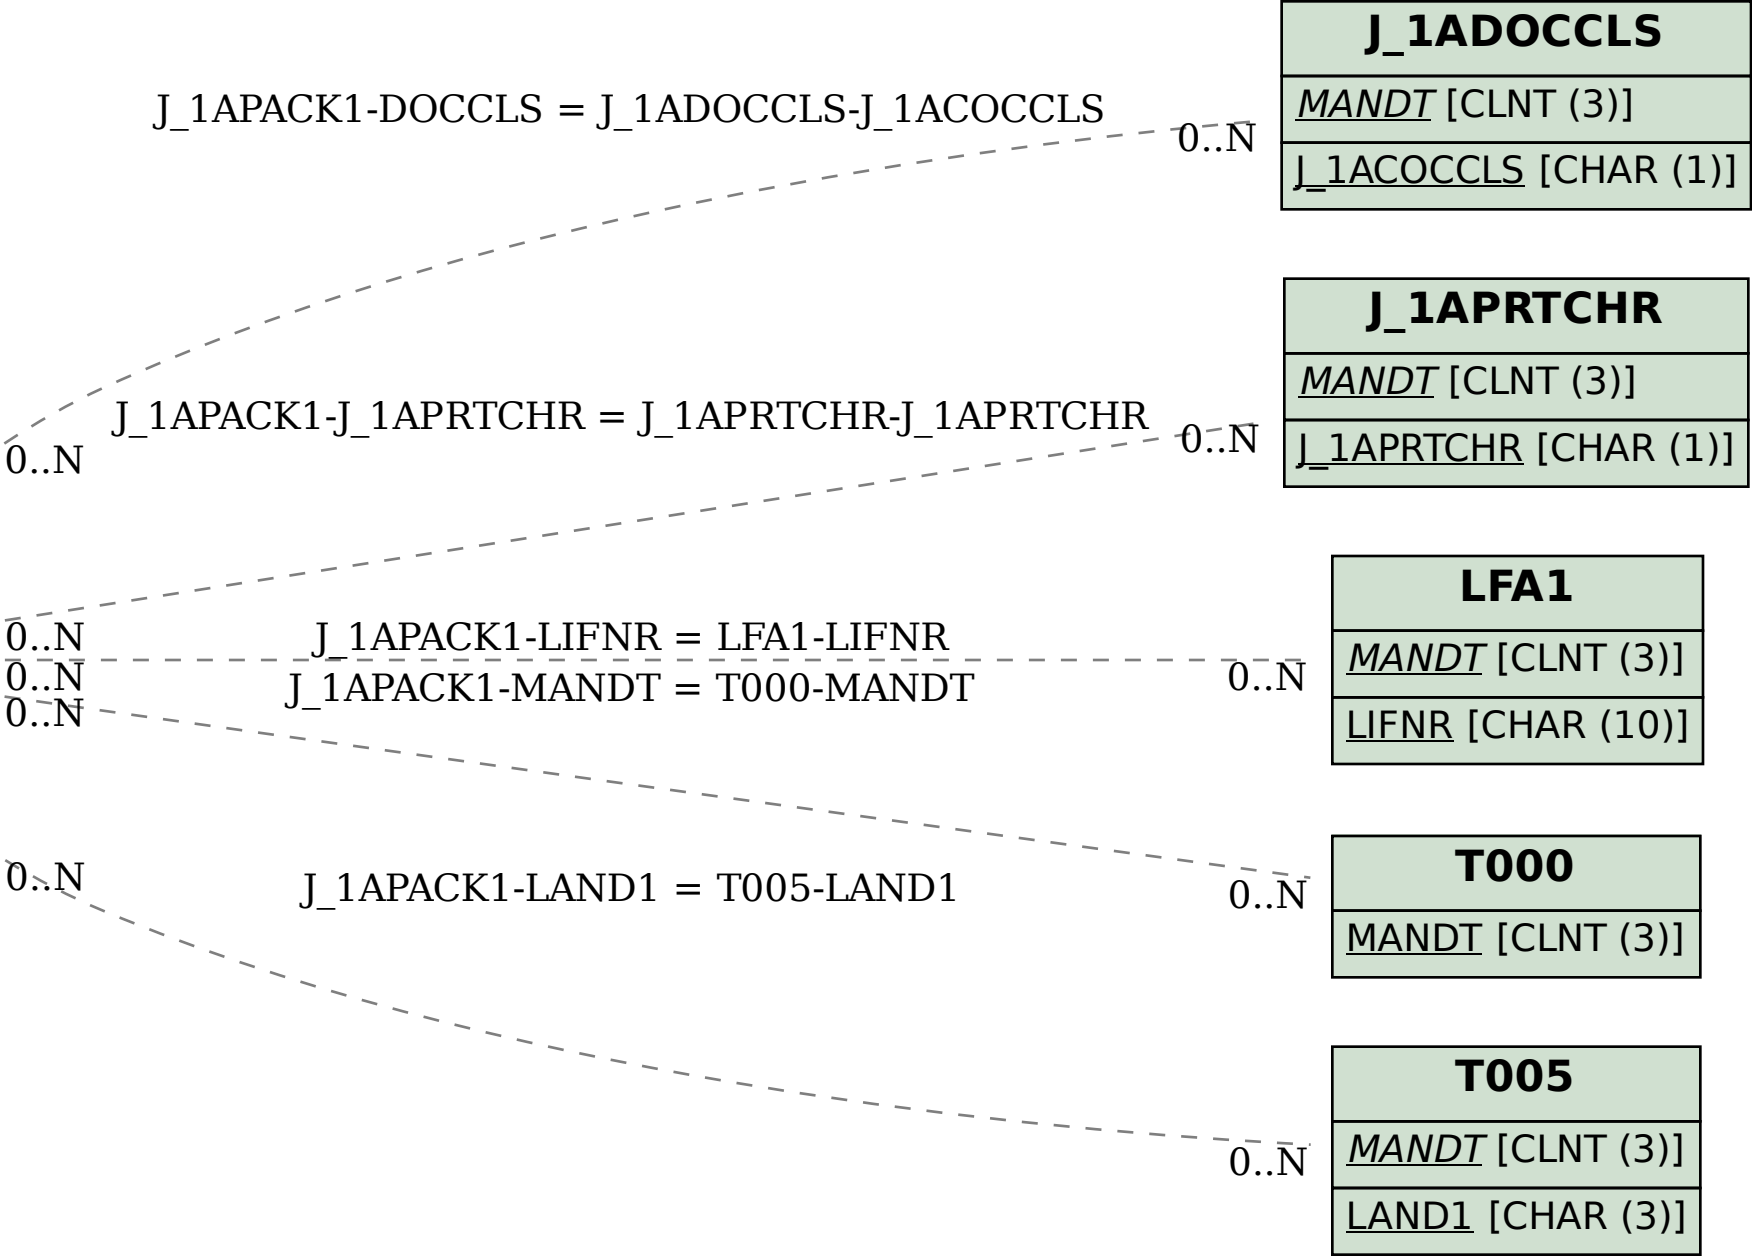 J_1ADOCCLS
MANDT [CLNT (3)]
J_1ACOCCLS [CHAR (1)]
J_1APACK1-DOCCLS = J_1ADOCCLS-J_1ACOCCLS
0..N
0..N
J_1APRTCHR
MANDT [CLNT (3)]
J_1APRTCHR [CHAR (1)]
J_1APACK1-J_1APRTCHR = J_1APRTCHR-J_1APRTCHR
0..N
0..N
LFA1
MANDT [CLNT (3)]
LIFNR [CHAR (10)]
J_1APACK1-LIFNR = LFA1-LIFNR
0..N
0..N
J_1APACK1-MANDT = T000-MANDT
0..N
0..N
T000
MANDT [CLNT (3)]
J_1APACK1-LAND1 = T005-LAND1
0..N
0..N
T005
MANDT [CLNT (3)]
LAND1 [CHAR (3)]